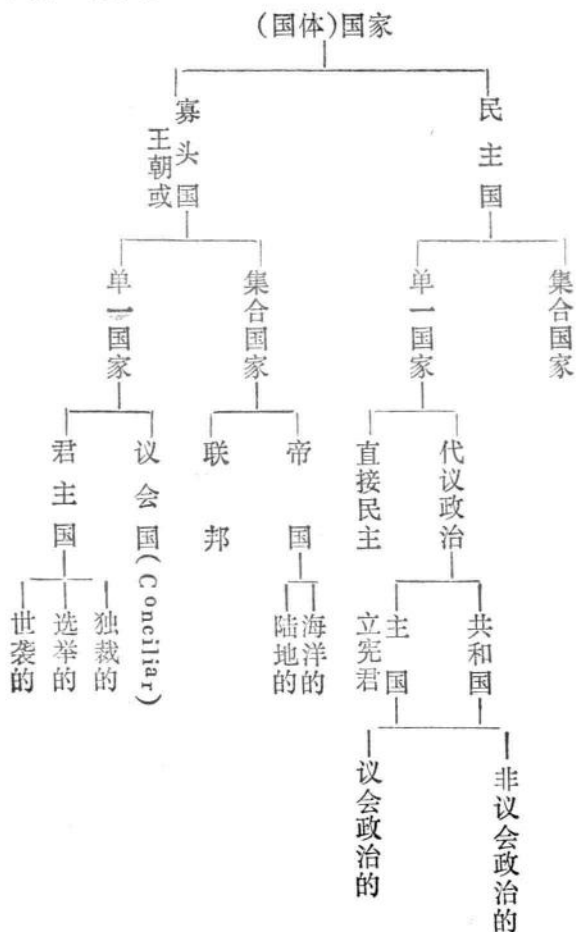 (国体)国家
寡头国
王朝或
民主国
单一国家
集合国家
单一国家
集合国家
君主国
议会国(Conciliar)
联邦
帝国
直接民主
代议政治
世袭的
选举的
独裁的
陆地的
海洋的
立宪君
主国
共和国
议会政治的
非议会政治的